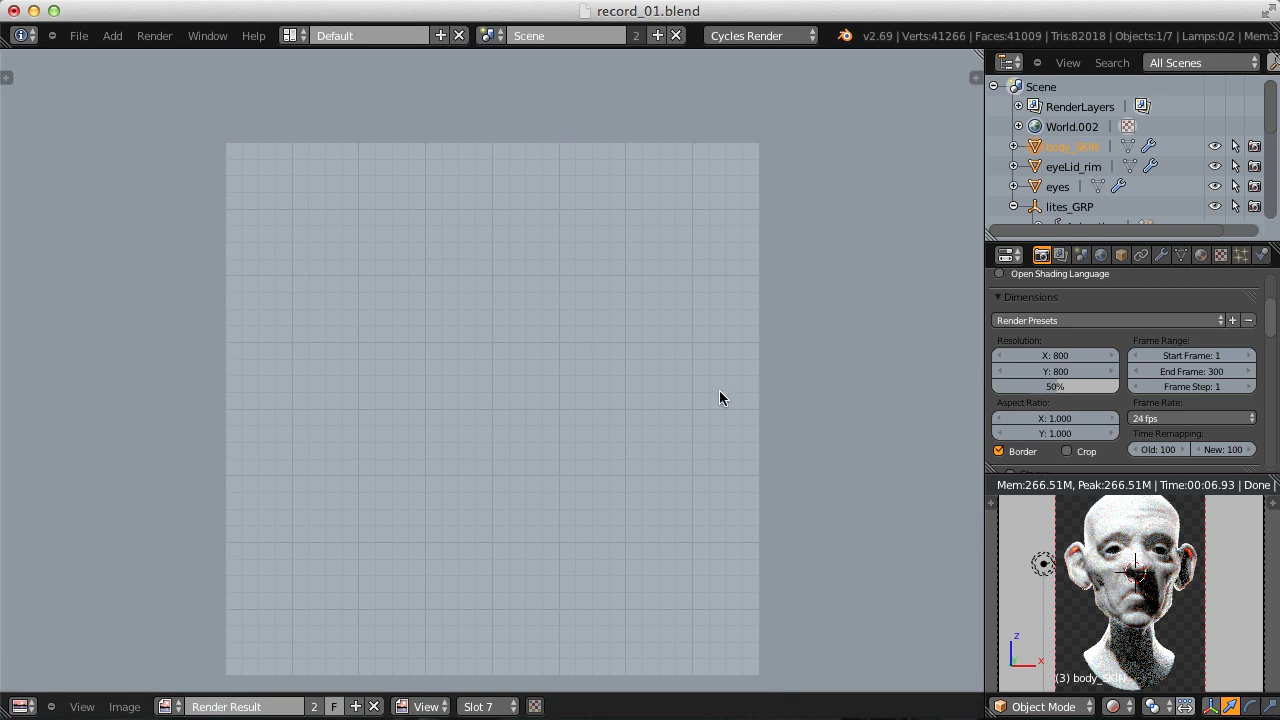 record_01.blend
File Add Render Window Help Default Scene 2 Cycles Render v2.69 | Verts:41266 | Faces:41009 | Tris:82018 | Objects:1/7 | Lamps:0/2 | Mem:3
View Search All Scenes
Scene
RenderLayers
World.002
body_SKIN
eyeLid_rim
eyes
lites_GRP
Open Shading Language
Dimensions
Render Presets
Resolution: Frame Range:
X: 800 Start Frame: 1
Y: 800 End Frame: 300
50% Frame Step: 1
Aspect Ratio: Frame Rate:
X: 1.000 24 fps
Y: 1.000 Time Remapping:
Border Crop Old: 100 New: 100
Mem:266.51M, Peak:266.51M | Time:00:06.93 | Done |
z
x
(3) body_SKIN
View Image Render Result 2 F View Slot 7 Object Mode